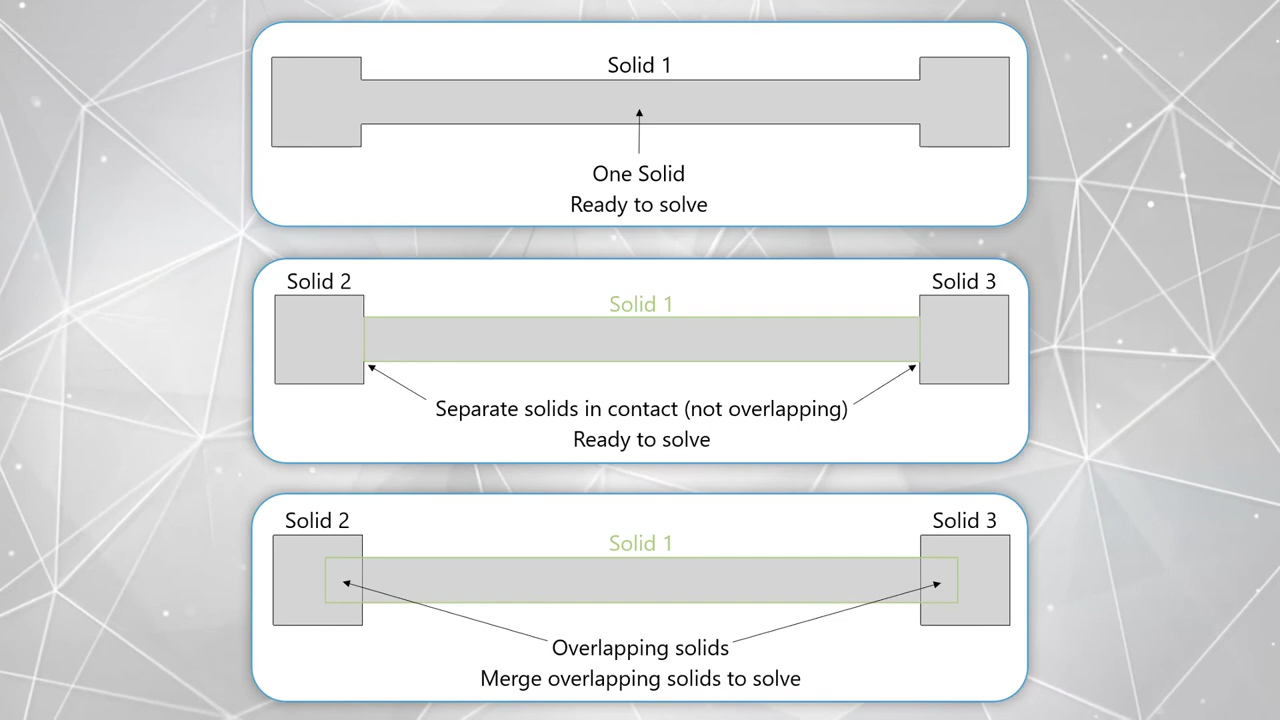 Solid 1
One Solid
Ready to solve
Solid 2
Solid 3
Solid 1
Separate solids in contact (not overlapping)
Ready to solve
Solid 2
Solid 3
Solid 1
Overlapping solids
Merge overlapping solids to solve